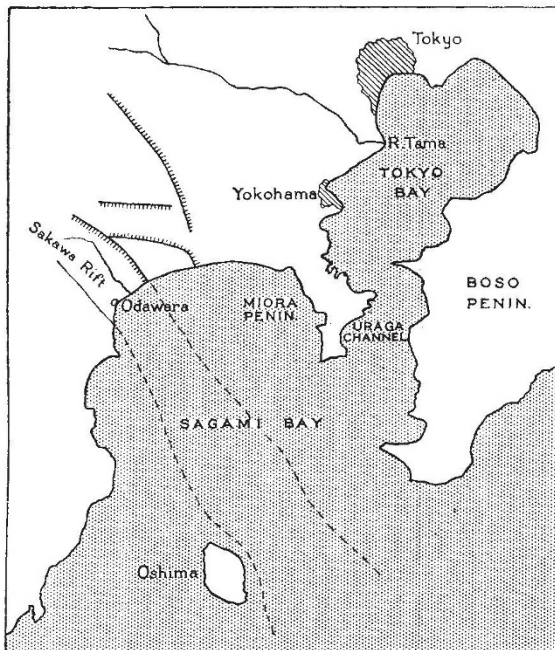 Tokyo
R. Tama
TOKYO
BAY
Yokohama
Sakawa Rift
Odawara
MIORA
PENIN.
URAGA
CHANNEL
BOSO
PENIN.
SAGAMI BAY
Oshima